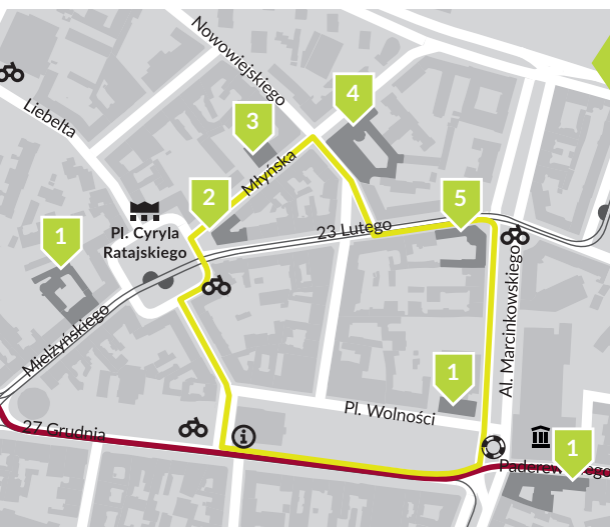 Nowowiejskiego
Liebelta
4
3
Młyńska
2
5
Pl. Cyryla
Ratajskiego
23 Lutego
1
Mielżyńskiego
Al. Marcinkowskiego
1
Pl. Wolności
27 Grudnia
i
1